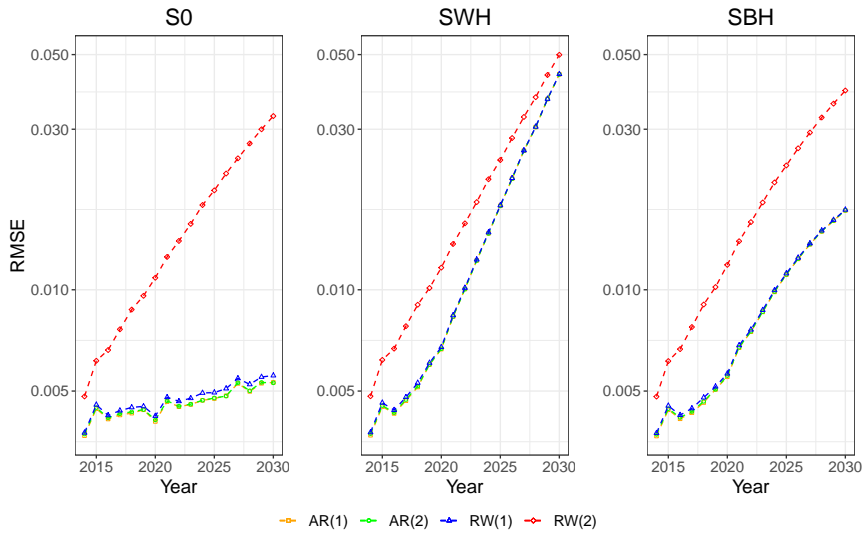 S0 SWH SBH
0.050 0.050 0.050
0.030 0.030 0.030
RMSE
0.010 0.010 0.010
0.005 0.005 0.005
2015 2020 2025 2030 2015 2020 2025 2030 2015 2020 2025 2030
Year Year Year
AR(1) AR(2) RW(1) RW(2)